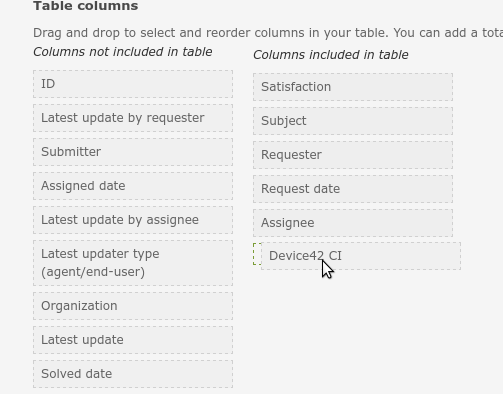 Table columns
Drag and drop to select and reorder columns in your table. You can add a tota
Columns not included in table
Columns included in table
ID
Latest update by requester
Submitter
Assigned date
Latest update by assignee
Latest updater type
(agent/end-user)
Organization
Latest update
Solved date
Satisfaction
Subject
Requester
Request date
Assignee
Device42 CI